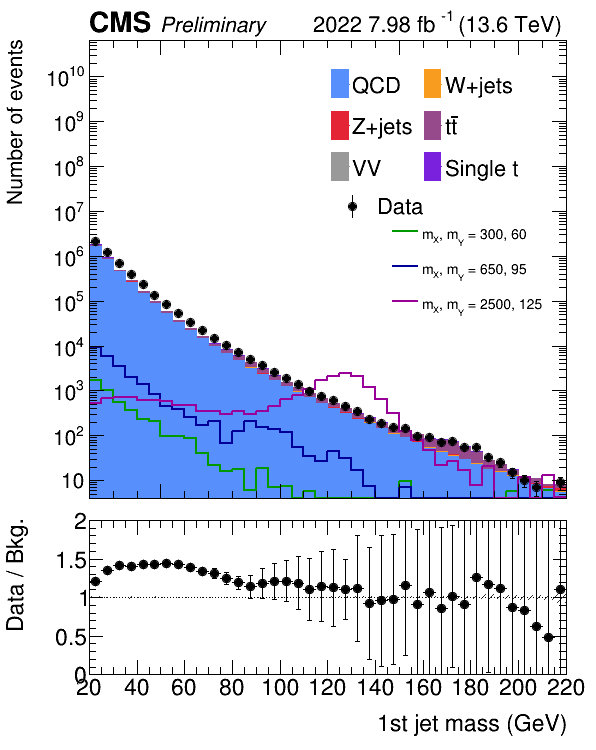 CMS Preliminary 2022 7.98 fb⁻¹ (13.6 TeV)
Number of events
10¹⁰
10⁹
10⁸
10⁷
10⁶
10⁵
10⁴
10³
10²
10
QCD W+jets
Z+jets tt̄
VV Single t
Data
mX, mY = 300, 60
mX, mY = 650, 95
mX, mY = 2500, 125
Data / Bkg.
2
1.5
1
0.5
0
20 60 80 100 120 140 160 180 200 220
1st jet mass (GeV)